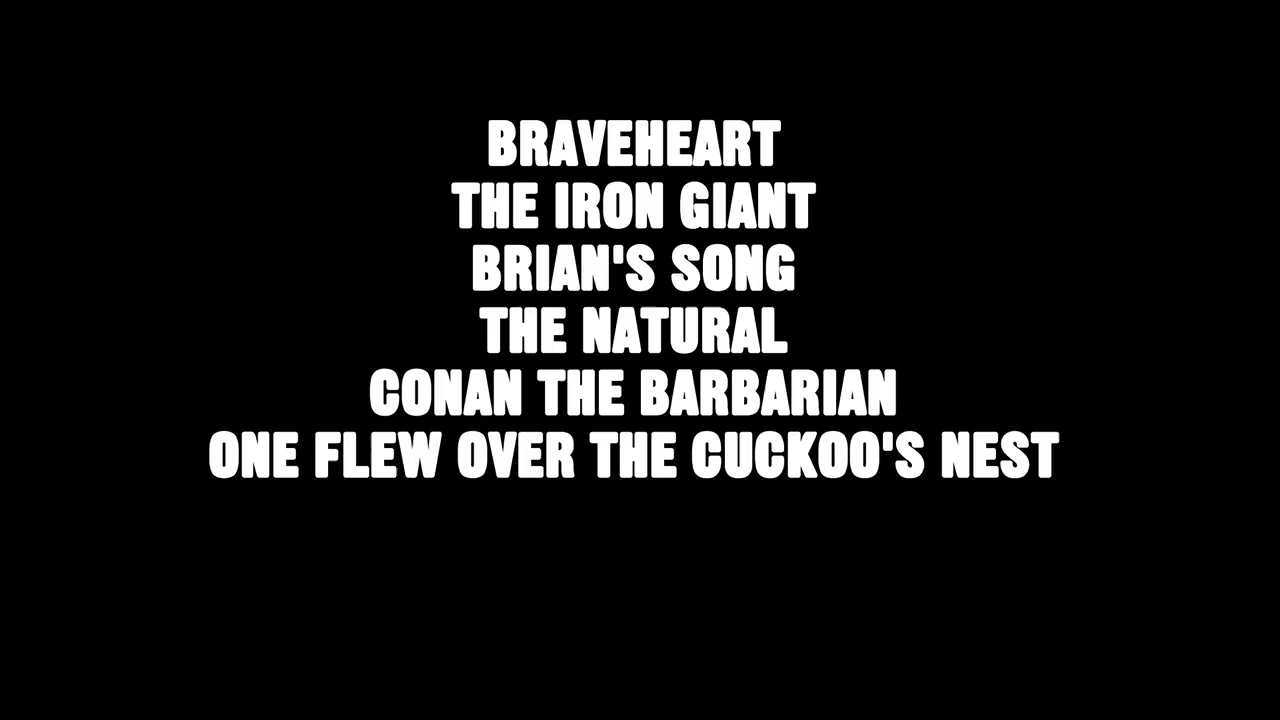 BRAVEHEART
THE IRON GIANT
BRIAN'S SONG
THE NATURAL
CONAN THE BARBARIAN
ONE FLEW OVER THE CUCKOO'S NEST